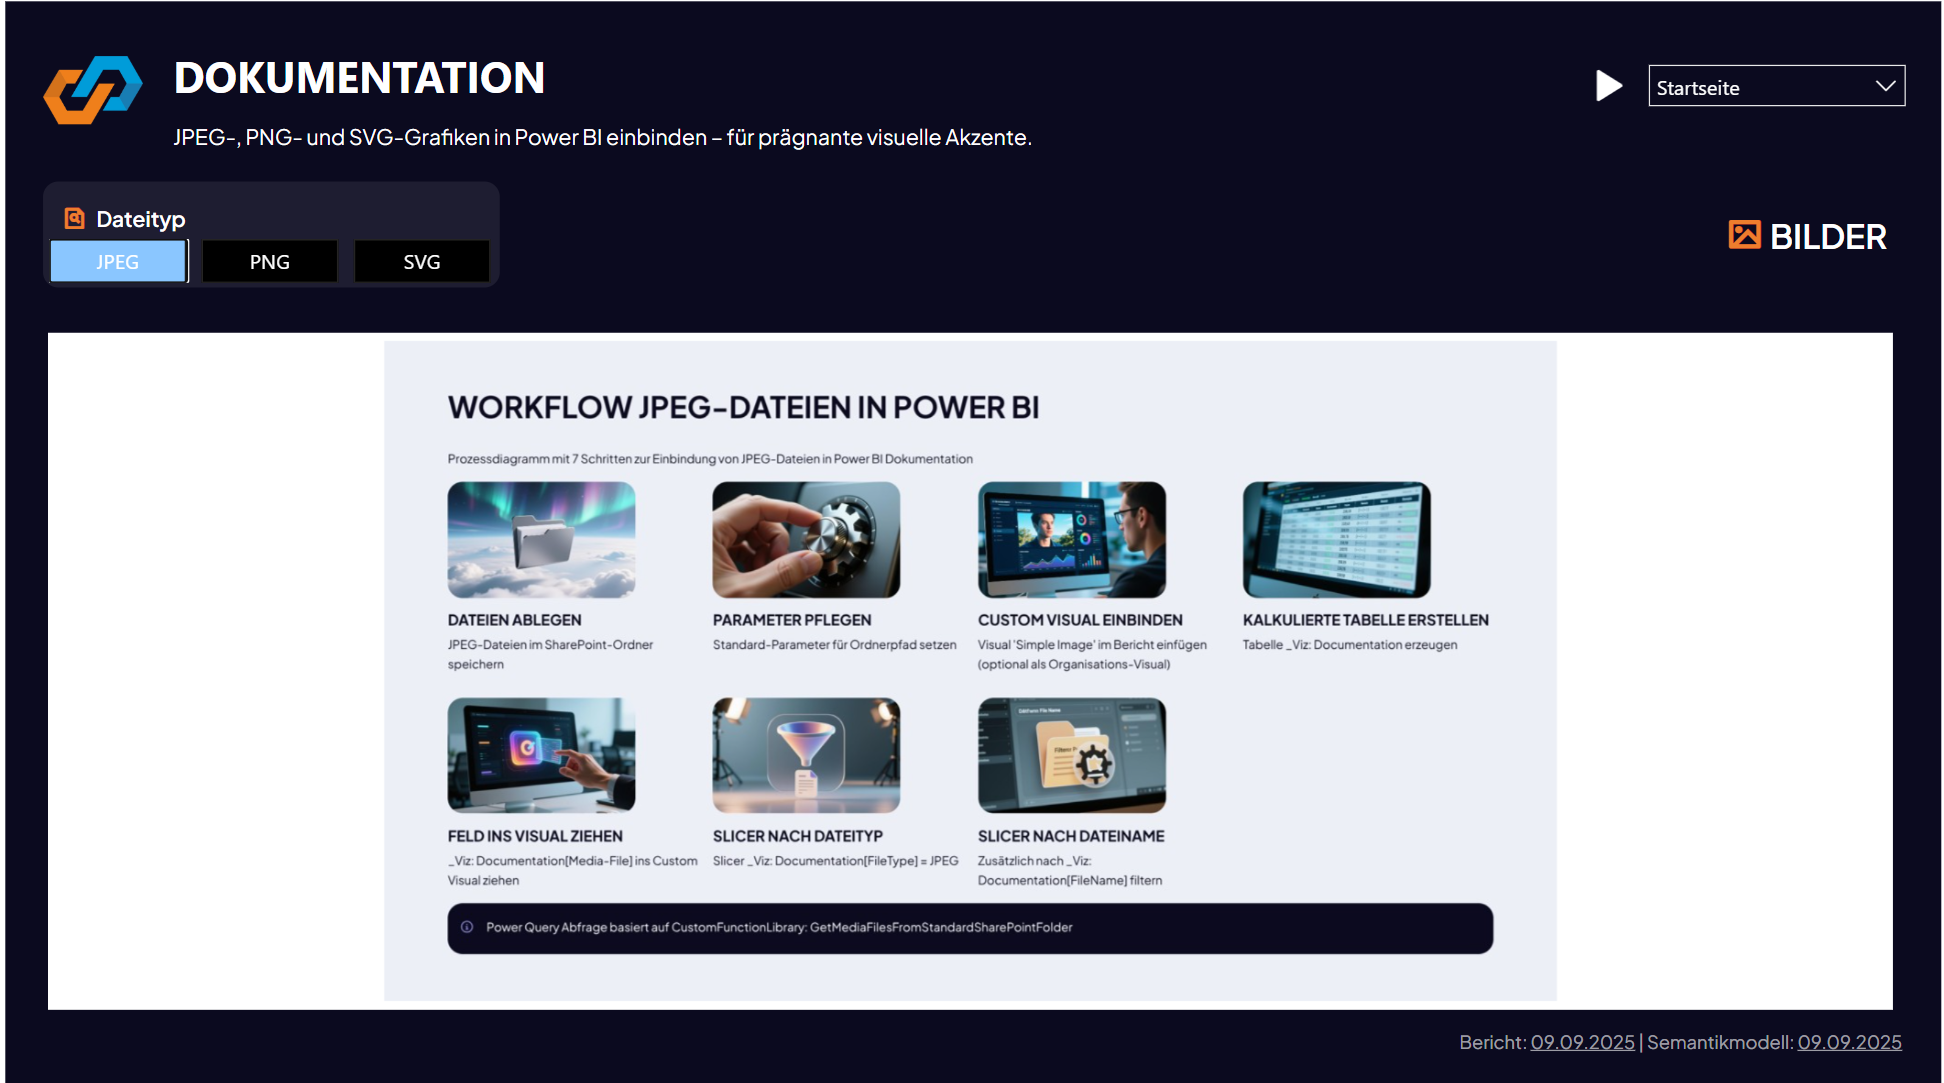 DOKUMENTATION
JPEG-, PNG- und SVG-Grafiken in Power BI einbinden – für prägnante visuelle Akzente.
Startseite
Dateityp
JPEG
PNG
SVG
BILDER
WORKFLOW JPEG-DATEIEN IN POWER BI
Prozessdiagramm mit 7 Schritten zur Einbindung von JPEG-Dateien in Power BI Dokumentation
DATEIEN ABLEGEN
JPEG-Dateien im SharePoint-Ordner
speichern
PARAMETER PFLEGEN
Standard-Parameter für Ordnerpfad setzen
CUSTOM VISUAL EINBINDEN
Visual 'Simple Image' im Bericht einfügen
(optional als Organisations-Visual)
KALKULIERTE TABELLE ERSTELLEN
Tabelle _Viz: Documentation erzeugen
FELD INS VISUAL ZIEHEN
_Viz: Documentation[Media-File] ins Custom
Visual ziehen
SLICER NACH DATEITYP
Slicer _Viz: Documentation[FileType] = JPEG
SLICER NACH DATEINAME
Zusätzlich nach _Viz:
Documentation[FileName] filtern
Power Query Abfrage basiert auf CustomFunctionLibrary: GetMediaFilesFromStandardSharePointFolder
Bericht: 09.09.2025 | Semantikmodell: 09.09.2025